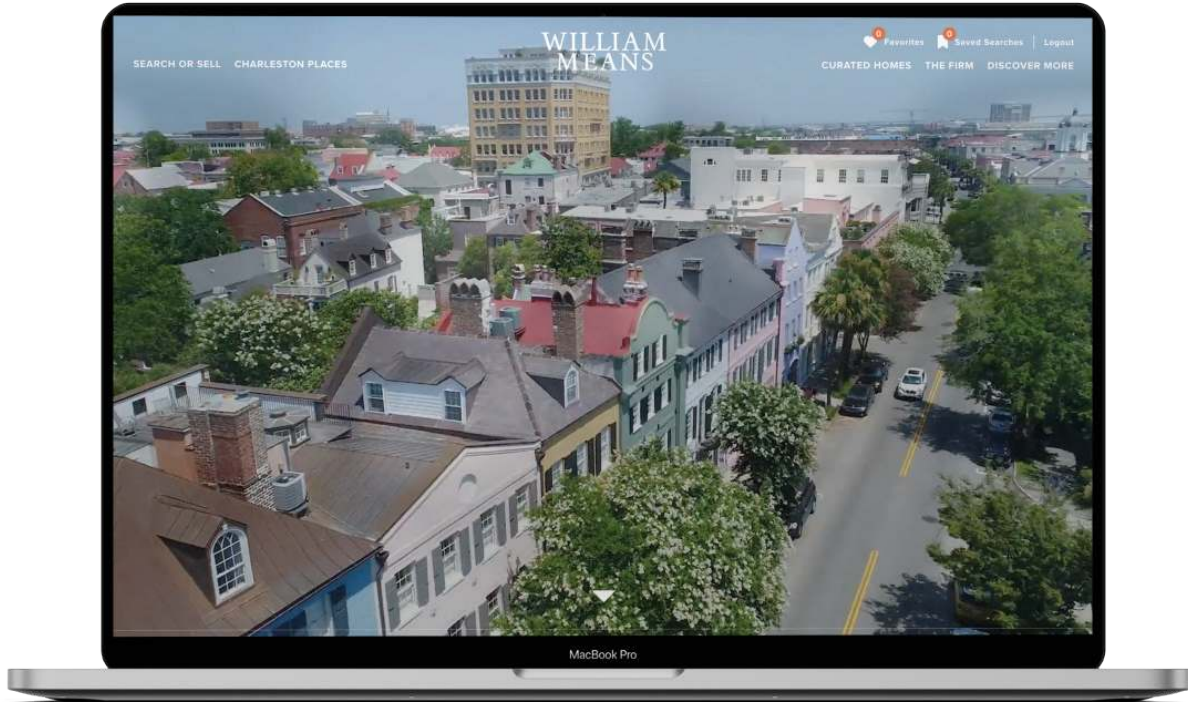 WILLIAM
MEANS
0 Favorites 0 Saved Searches Logout
SEARCH OR SELL CHARLESTON PLACES
CURATED HOMES THE FIRM DISCOVER MORE
MacBook Pro